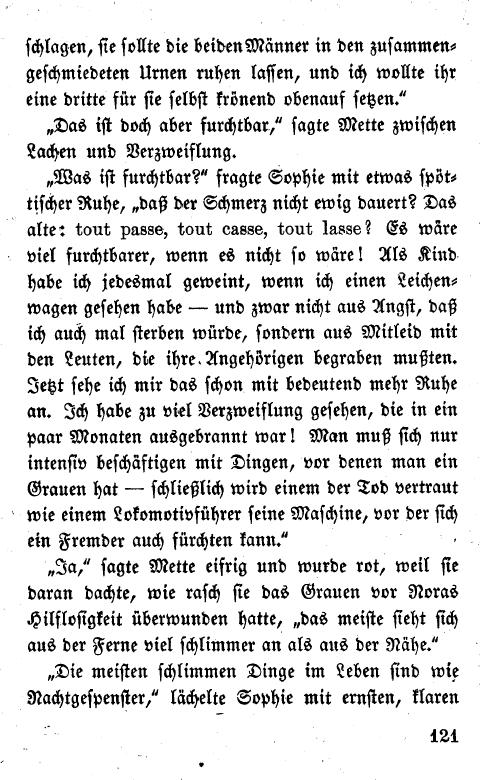 schlagen, sie sollte die beiden Männer in den zusammen-
geschmiedeten Urnen ruhen lassen, und ich wollte ihr
eine dritte für sie selbst krönend obenauf setzen.“
„Das ist doch aber furchtbar,“ sagte Mette zwischen
Lachen und Verzweiflung.
„Was ist furchtbar?“ fragte Sophie mit etwas spöt-
tischer Ruhe, „daß der Schmerz nicht ewig dauert? Das
alte: tout passe, tout casse, tout lasse? Es wäre
viel furchtbarer, wenn es nicht so wäre! Als Kind
habe ich jedesmal geweint, wenn ich einen Leichen-
wagen gesehen habe — und zwar nicht aus Angst, daß
ich auch mal sterben würde, sondern aus Mitleid mit
den Leuten, die ihre Angehörigen begraben mußten.
Jetzt sehe ich mir das schon mit bedeutend mehr Ruhe
an. Ich habe zu viel Verzweiflung gesehen, die in ein
paar Monaten ausgebrannt war! Man muß sich nur
intensiv beschäftigen mit Dingen, vor denen man ein
Grauen hat — schließlich wird einem der Tod vertraut
wie einem Lokomotivführer seine Maschine, vor der sich
ein Fremder auch fürchten kann.“
„Ja,“ sagte Mette eifrig und wurde rot, weil sie
daran dachte, wie rasch sie das Grauen vor Noras
Hilflosigkeit überwunden hatte, „das meiste sieht sich
aus der Ferne viel schlimmer an als aus der Nähe.“
„Die meisten schlimmen Dinge im Leben sind wie
Nachtgespenster,“ lächelte Sophie mit ernsten, klaren
121